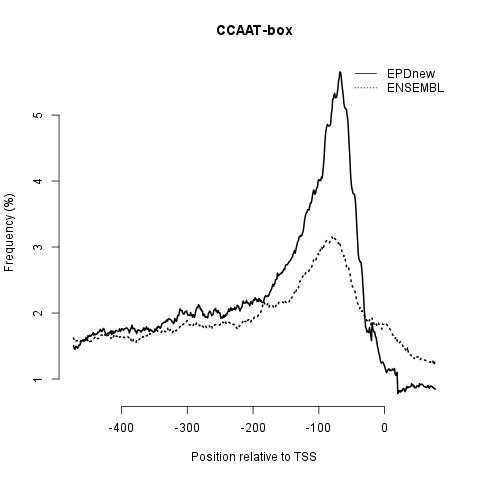 CCAAT-box
EPDnew
ENSEMBL
Frequency (%)
5
4
3
2
1
-400 -300 -200 -100 0
Position relative to TSS